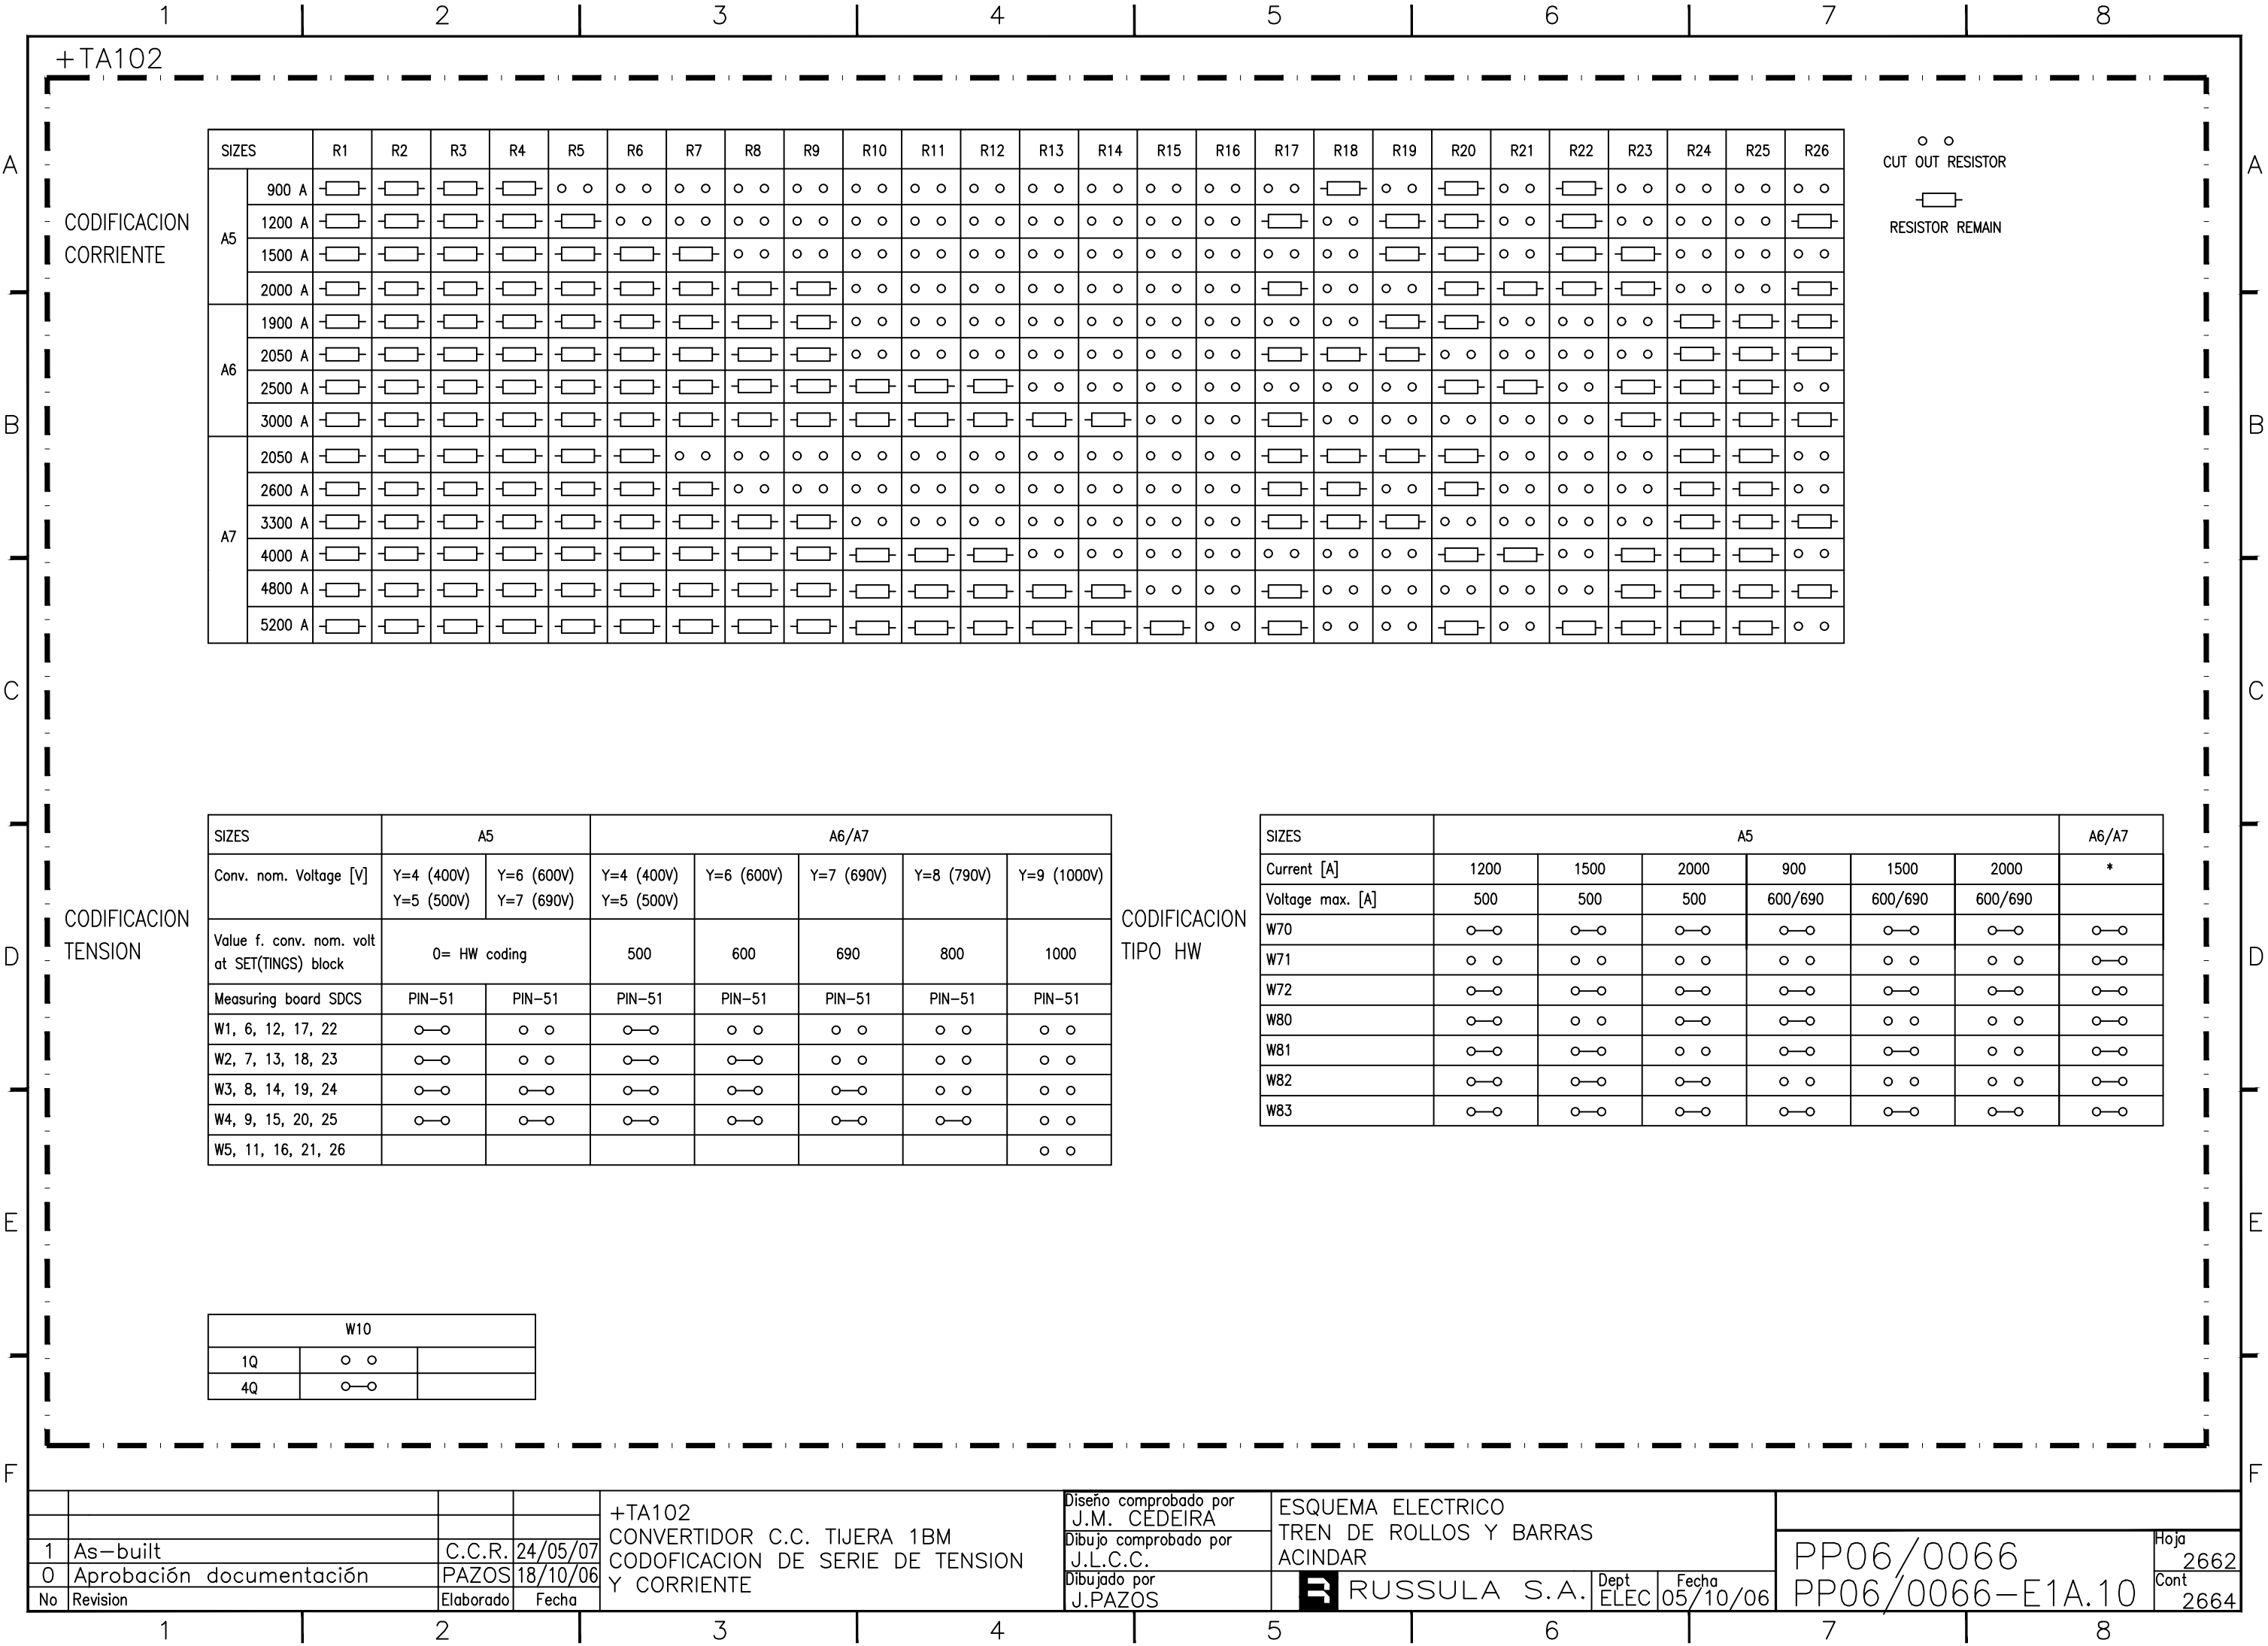 1 2 3 4 5 6 7 8
+TA102
A A
B B
C C
D D
E E
F F
CODIFICACION
CORRIENTE
SIZES R1 R2 R3 R4 R5 R6 R7 R8 R9 R10 R11 R12 R13 R14 R15 R16 R17 R18 R19 R20 R21 R22 R23 R24 R25 R26
A5
900 A
1200 A
1500 A
2000 A
A6
1900 A
2050 A
2500 A
3000 A
A7
2050 A
2600 A
3300 A
4000 A
4800 A
5200 A
CUT OUT RESISTOR
RESISTOR REMAIN
CODIFICACION
TENSION
SIZES A5 A6/A7
Conv. nom. Voltage [V] Y=4 (400V) Y=6 (600V) Y=4 (400V) Y=6 (600V) Y=7 (690V) Y=8 (790V) Y=9 (1000V)
Y=5 (500V) Y=7 (690V) Y=5 (500V)
Value f. conv. nom. volt
at SET(TINGS) block
0= HW coding 500 600 690 800 1000
Measuring board SDCS PIN-51 PIN-51 PIN-51 PIN-51 PIN-51 PIN-51 PIN-51
W1, 6, 12, 17, 22
W2, 7, 13, 18, 23
W3, 8, 14, 19, 24
W4, 9, 15, 20, 25
W5, 11, 16, 21, 26
CODIFICACION
TIPO HW
SIZES A5 A6/A7
Current [A] 1200 1500 2000 900 1500 2000 *
Voltage max. [A] 500 500 500 600/690 600/690 600/690
W70
W71
W72
W80
W81
W82
W83
W10
1Q
4Q
1 As-built C.C.R. 24/05/07
0 Aprobación documentación PAZOS 18/10/06
No Revision Elaborado Fecha
+TA102
CONVERTIDOR C.C. TIJERA 1BM
CODOFICACION DE SERIE DE TENSION
Y CORRIENTE
Diseño comprobado por
J.M. CEDEIRA
Dibujo comprobado por
J.L.C.C.
Dibujado por
J.PAZOS
ESQUEMA ELECTRICO
TREN DE ROLLOS Y BARRAS
ACINDAR
RUSSULA S.A.
Dept
ELEC
Fecha
05/10/06
PP06/0066
PP06/0066-E1A.10
Hoja
2662
Cont
2664
1 2 3 4 5 6 7 8